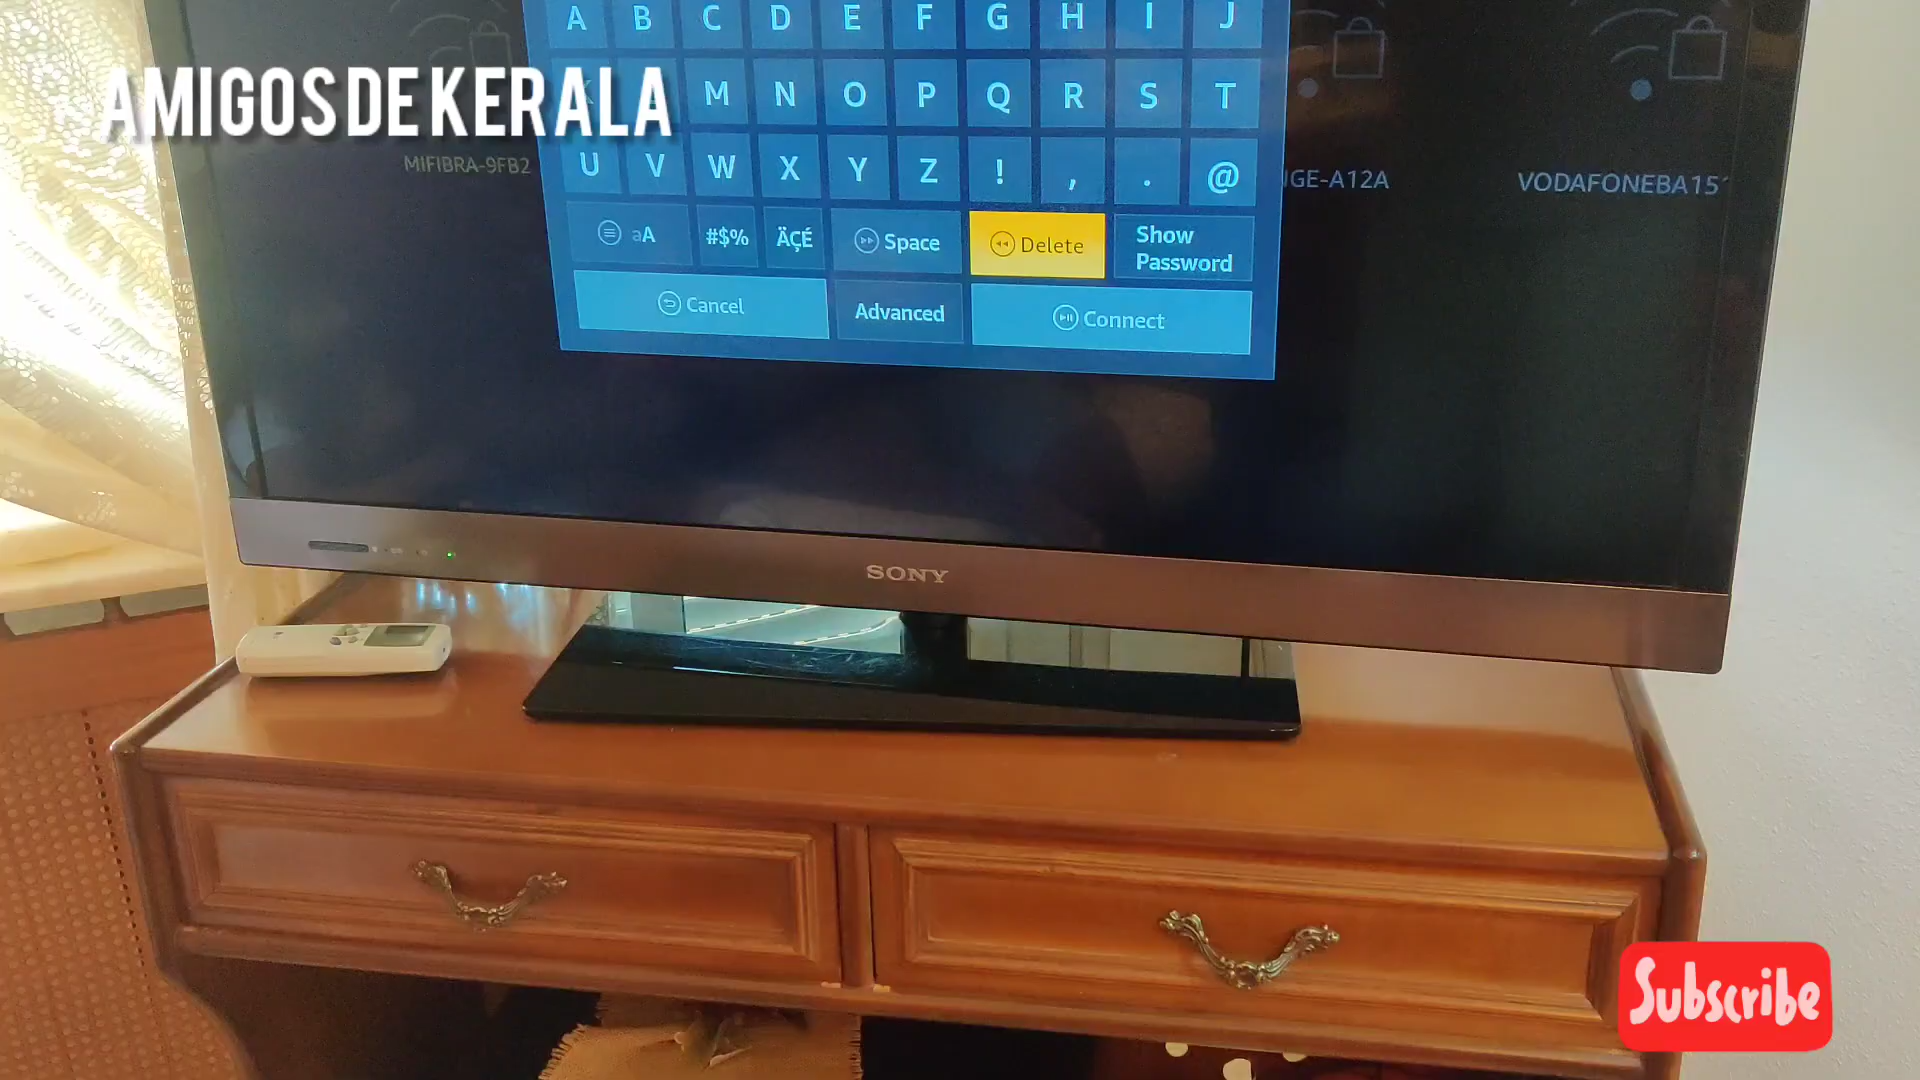 A B C D E F G H I J
AMIGOS DE KERALA
M N O P Q R S T
MIFIBRA-9FB2
U V W X Y Z ! , . @
GE-A12A
VODAFONEBA15
aA #$% ÄÇÉ Space Delete Show Password
Cancel Advanced Connect
SONY
Subscribe